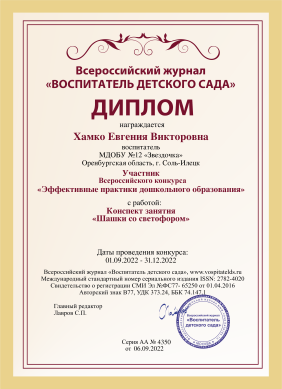 Всероссийский журнал
«ВОСПИТАТЕЛЬ ДЕТСКОГО САДА»
ДИПЛОМ
награждается
Хамко Евгения Викторовна
воспитатель
МДОБУ №12 «Звездочка»
Оренбургская область, г. Соль-Илецк
Участник
Всероссийского конкурса
«Эффективные практики дошкольного образования»
с работой:
Конспект занятия
«Шашки со светофором»
Даты проведения конкурса:
01.09.2022 - 31.12.2022
Всероссийский журнал «Воспитатель детского сада», www.vospitatelds.ru
Международный стандартный номер сериального издания ISSN: 2782-4020
Свидетельство о регистрации СМИ Эл №ФС77- 65250 от 01.04.2016
Авторский знак В77, УДК 373.24, ББК 74.147.1
Главный редактор
Лавров С.П.
«Воспитатель
детского сада»
Серия АА № 4350
от 06.09.2022